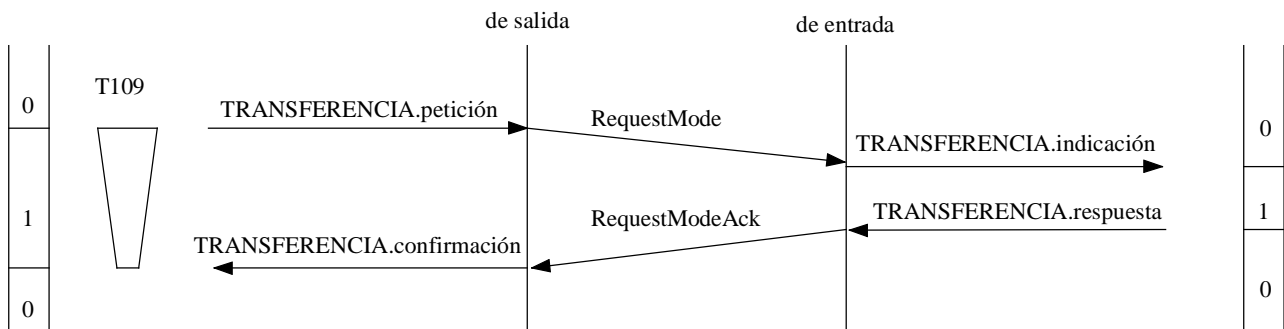 de salida
de entrada
T109
0
TRANSFERENCIA.petición
RequestMode
0
TRANSFERENCIA.indicación
1
RequestModeAck
TRANSFERENCIA.respuesta
1
TRANSFERENCIA.confirmación
0
0